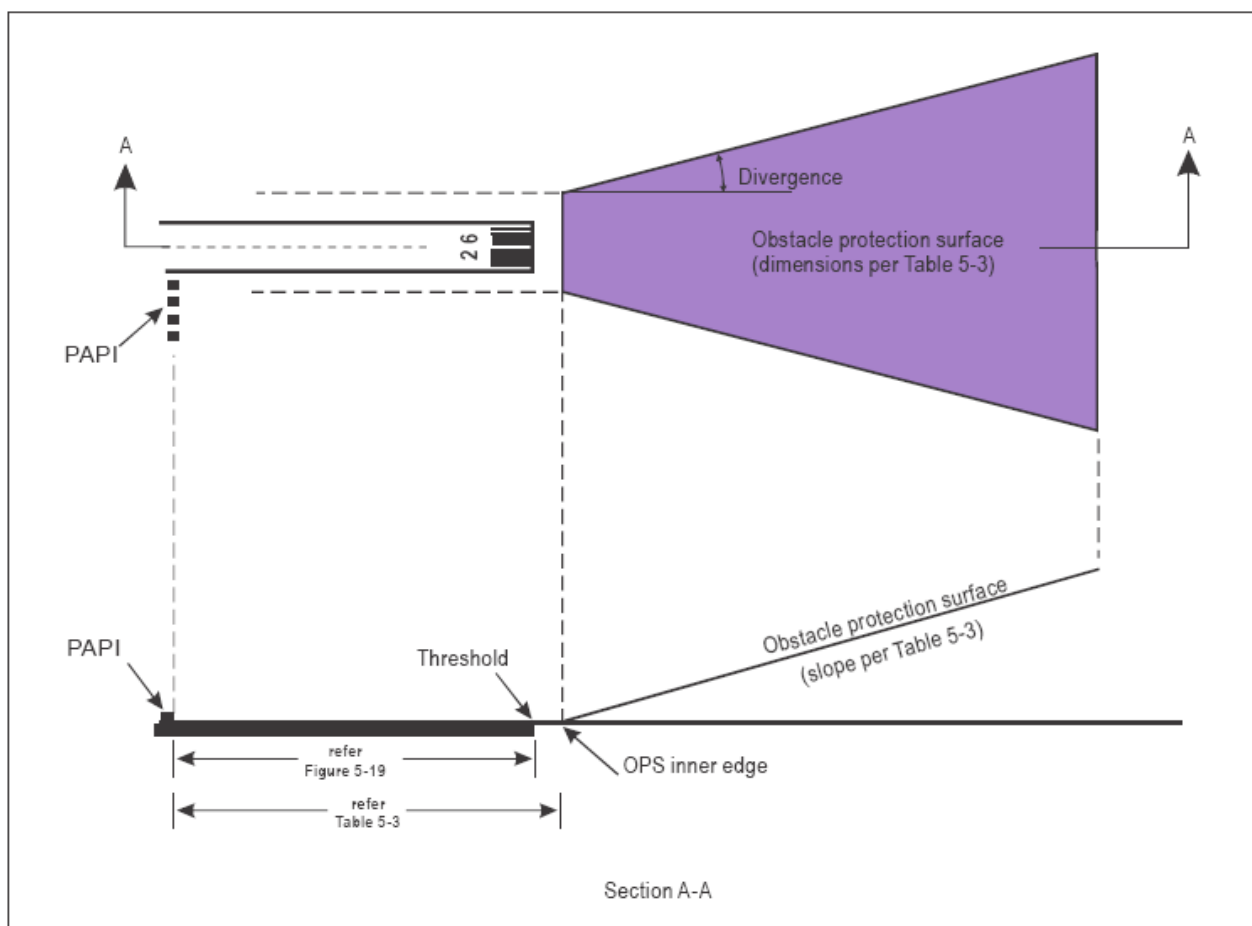 A
A
Divergence
26
Obstacle protection surface
(dimensions per Table 5-3)
PAPI
Obstacle protection surface
(slope per Table 5-3)
PAPI
Threshold
refer
Figure 5-19
OPS inner edge
refer
Table 5-3
Section A-A